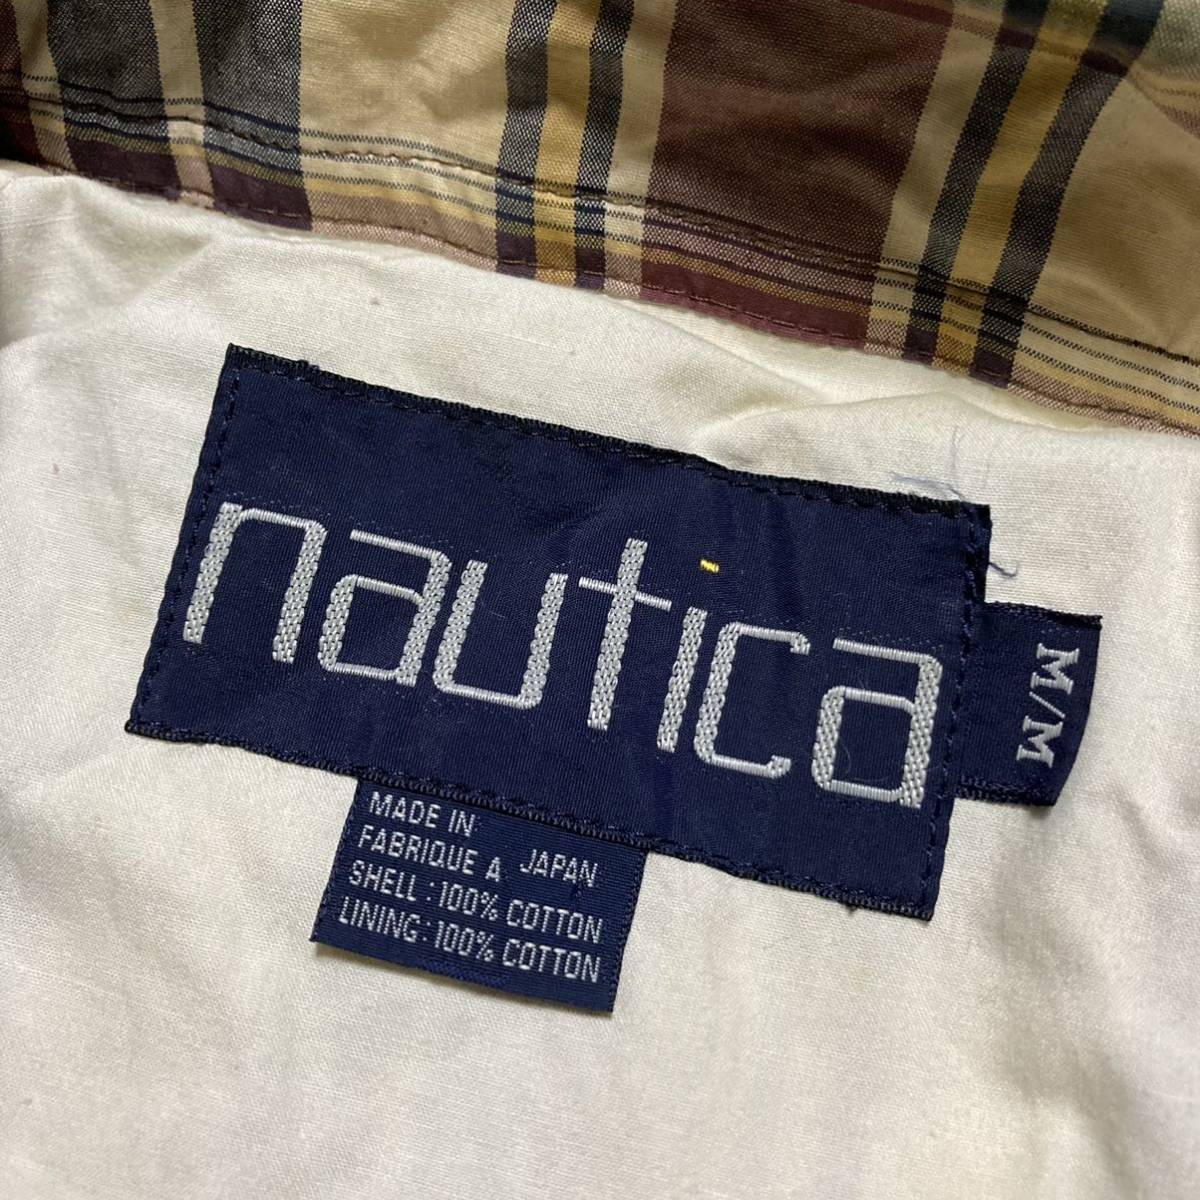 nautica
M/M
MADE IN
FABRIQUE A JAPAN
SHELL: 100% COTTON
LINING: 100% COTTON